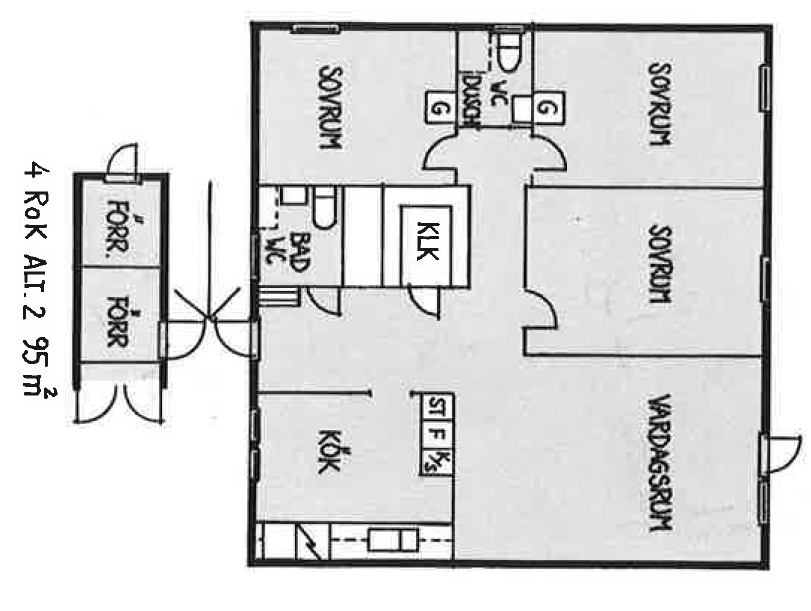 SOVRUM
SOVRUM
VARDAGSRUM
G
WC
DUSCH
G
KLK
ST F K/S
SOVRUM
BAD
WC
KÖK
FÖRR.
FÖRR
4 RoK ALT. 2 95 m²